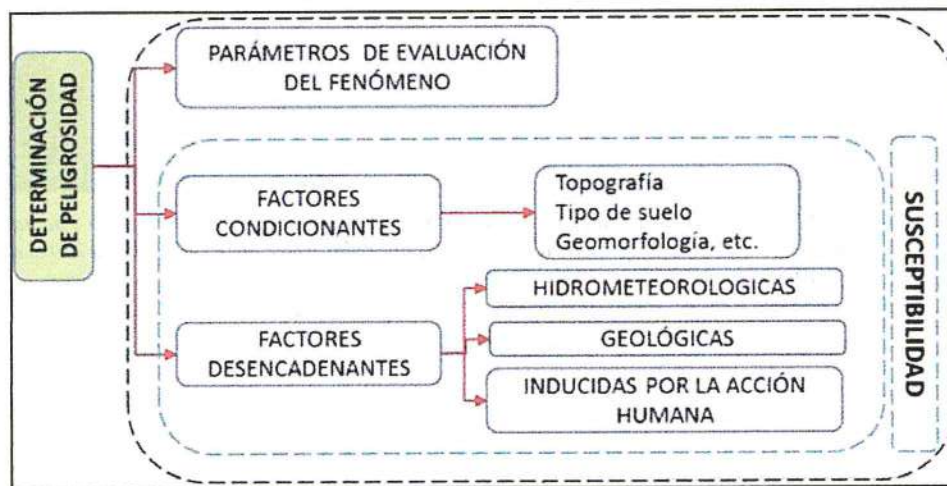 DETERMINACIÓN
DE PELIGROSIDAD
PARÁMETROS DE EVALUACIÓN
DEL FENÓMENO
FACTORES
CONDICIONANTES
Topografía
Tipo de suelo
Geomorfología, etc.
FACTORES
DESENCADENANTES
HIDROMETEOROLOGICAS
GEOLÓGICAS
INDUCIDAS POR LA ACCIÓN
HUMANA
SUSCEPTIBILIDAD